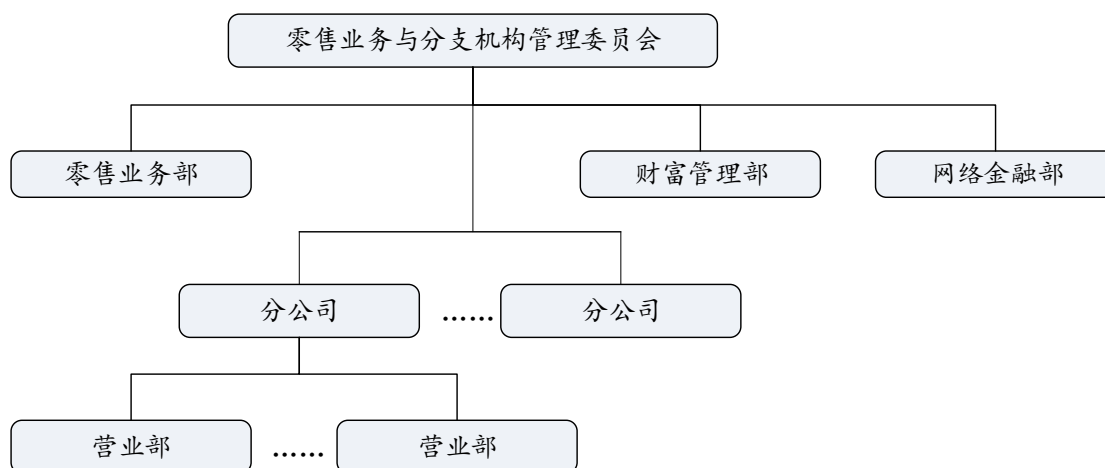 零售业务与分支机构管理委员会
零售业务部
财富管理部
网络金融部
分公司
……
分公司
营业部
……
营业部